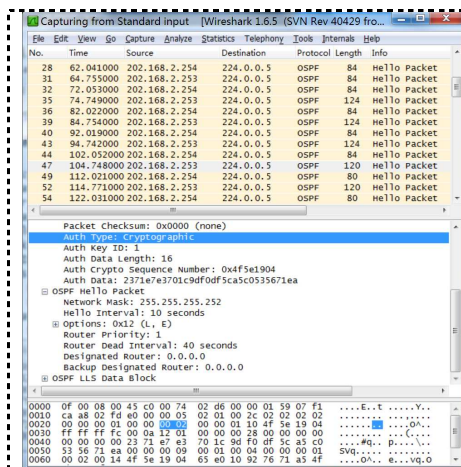 Capturing from Standard input [Wireshark 1.6.5 (SVN Rev 40429 fro...
File Edit View Go Capture Analyze Statistics Telephony Tools Internals Help
No. Time Source Destination Protocol Length Info
28 62.041000 202.168.2.254 224.0.0.5 OSPF 84 Hello Packet
31 64.755000 202.168.2.253 224.0.0.5 OSPF 124 Hello Packet
32 72.053000 202.168.2.254 224.0.0.5 OSPF 84 Hello Packet
35 74.749000 202.168.2.253 224.0.0.5 OSPF 124 Hello Packet
36 82.022000 202.168.2.254 224.0.0.5 OSPF 84 Hello Packet
39 84.754000 202.168.2.253 224.0.0.5 OSPF 124 Hello Packet
40 92.019000 202.168.2.254 224.0.0.5 OSPF 84 Hello Packet
43 94.742000 202.168.2.253 224.0.0.5 OSPF 124 Hello Packet
44 102.052000 202.168.2.254 224.0.0.5 OSPF 84 Hello Packet
47 104.748000 202.168.2.253 224.0.0.5 OSPF 120 Hello Packet
49 112.021000 202.168.2.254 224.0.0.5 OSPF 80 Hello Packet
52 114.771000 202.168.2.253 224.0.0.5 OSPF 120 Hello Packet
54 122.031000 202.168.2.254 224.0.0.5 OSPF 80 Hello Packet
Packet Checksum: 0x0000 (none)
Auth Type: Cryptographic
Auth Key ID: 1
Auth Data Length: 16
Auth Crypto Sequence Number: 0x4f5e1904
Auth Data: 2371e7e3701c9df0df5ca5c0535671ea
OSPF Hello Packet
Network Mask: 255.255.255.252
Hello Interval: 10 seconds
Options: 0x12 (L, E)
Router Priority: 1
Router Dead Interval: 40 seconds
Designated Router: 0.0.0.0
Backup Designated Router: 0.0.0.0
OSPF LLS Data Block
0000 0f 00 08 00 45 c0 00 74 02 d6 00 00 01 59 07 f1 ....E..t .....Y..
0010 ca a8 02 fd e0 00 00 05 02 01 00 2c 02 02 02 02
0020 00 00 00 01 00 00 00 02 00 00 01 10 4f 5e 19 04 ........ ....O^..
0030 ff ff ff fc 00 0a 12 01 00 00 00 28 00 00 00 00 ........ ...(....
0040 00 00 00 00 23 71 e7 e3 70 1c 9d f0 df 5c a5 c0 ....#q.. p....\..
0050 53 56 71 ea 00 00 00 09 00 01 00 04 00 00 00 01 SVq..... ........
0060 00 02 00 14 4f 5e 19 04 65 e0 10 92 76 71 a5 4f ....O^.. e...vq.O